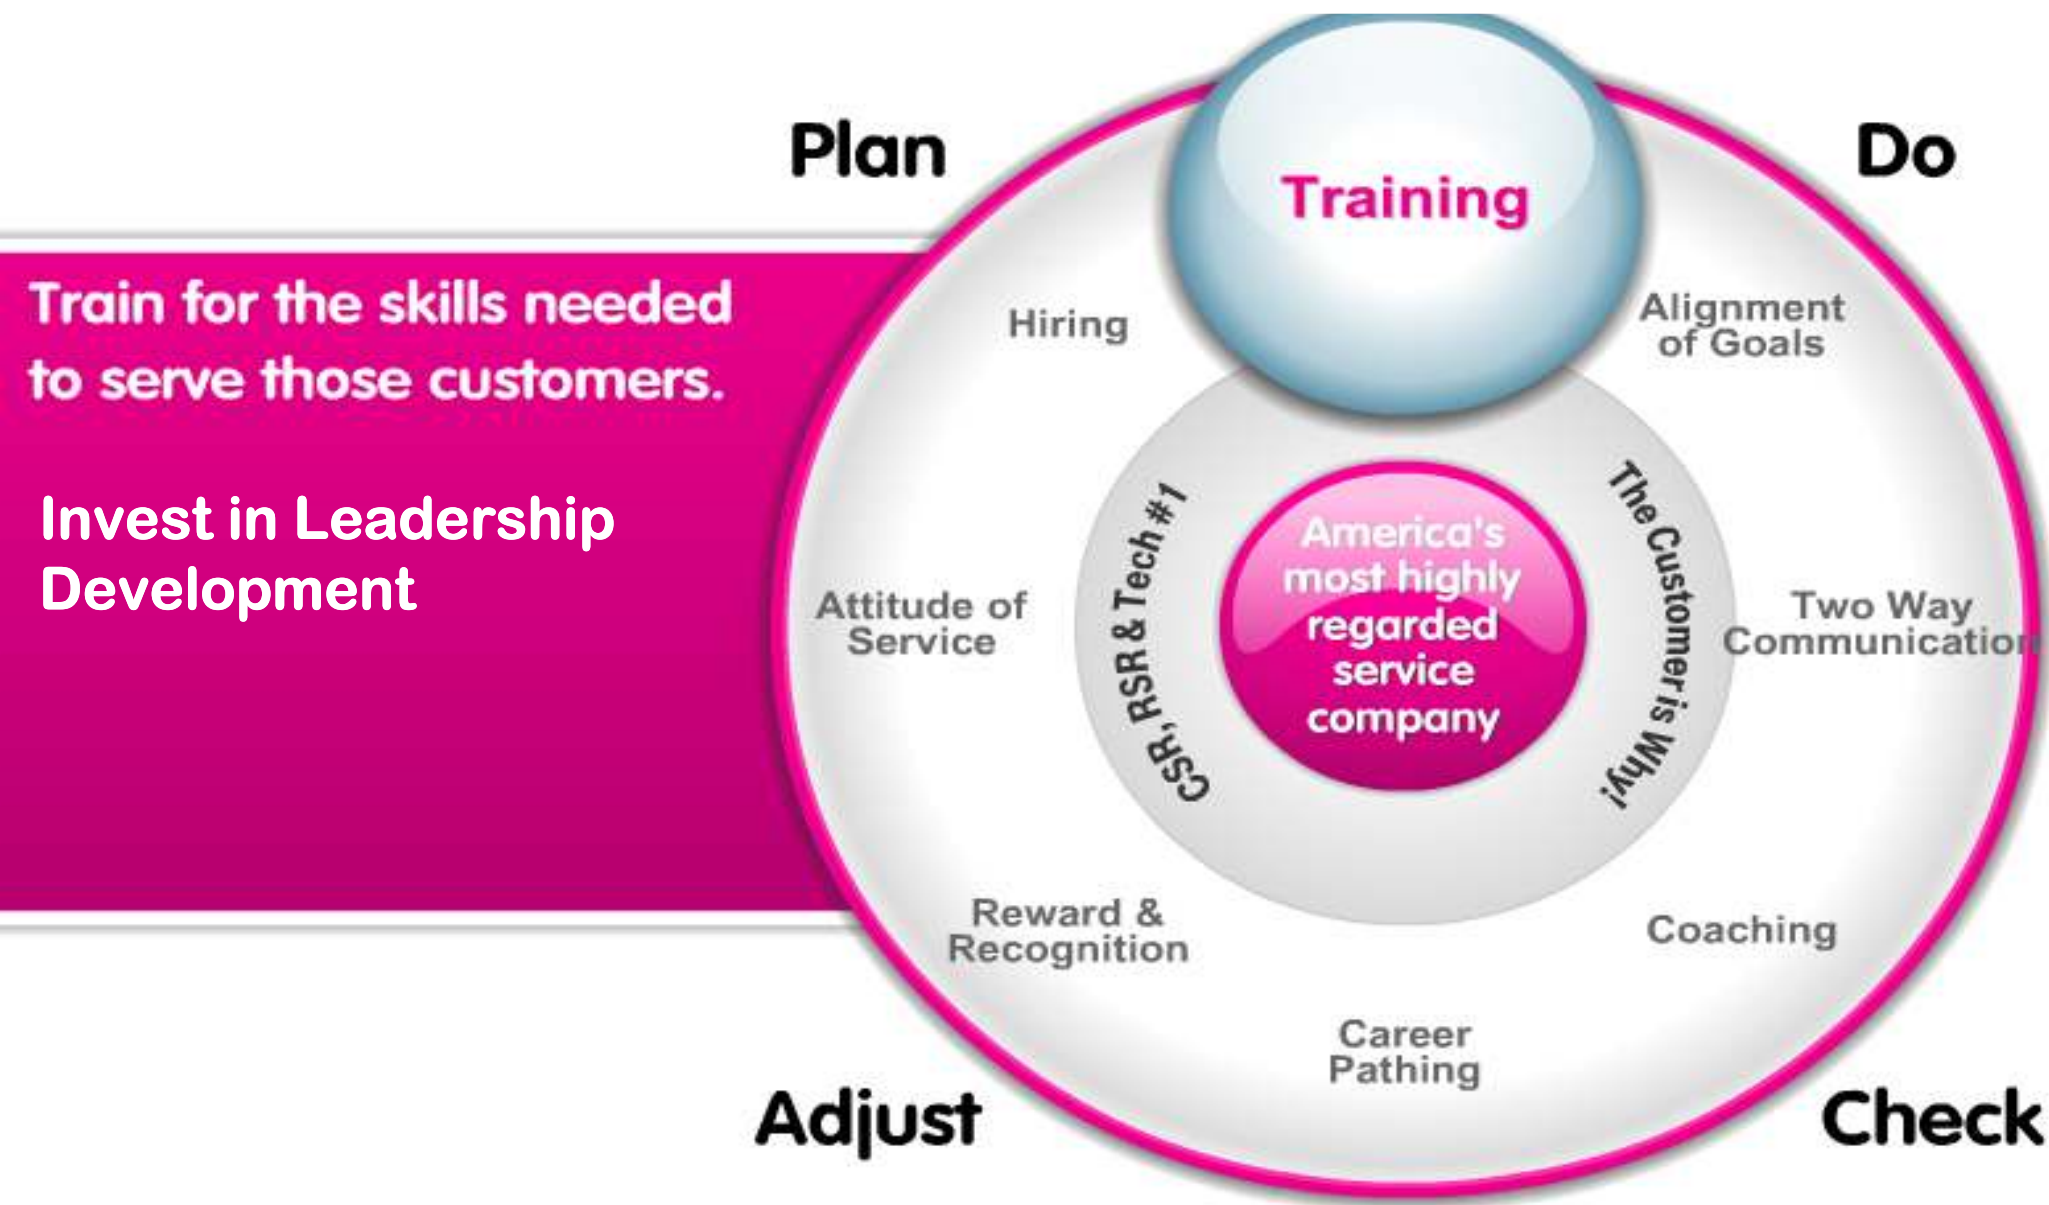 Plan
Do
Training
Train for the skills needed
to serve those customers.
Invest in Leadership
Development
Hiring
Alignment
of Goals
CSR, RSR & Tech #1
The Customer is Why!
America's
most highly
regarded
service
company
Attitude of
Service
Two Way
Communication
Reward &
Recognition
Coaching
Career
Pathing
Adjust
Check